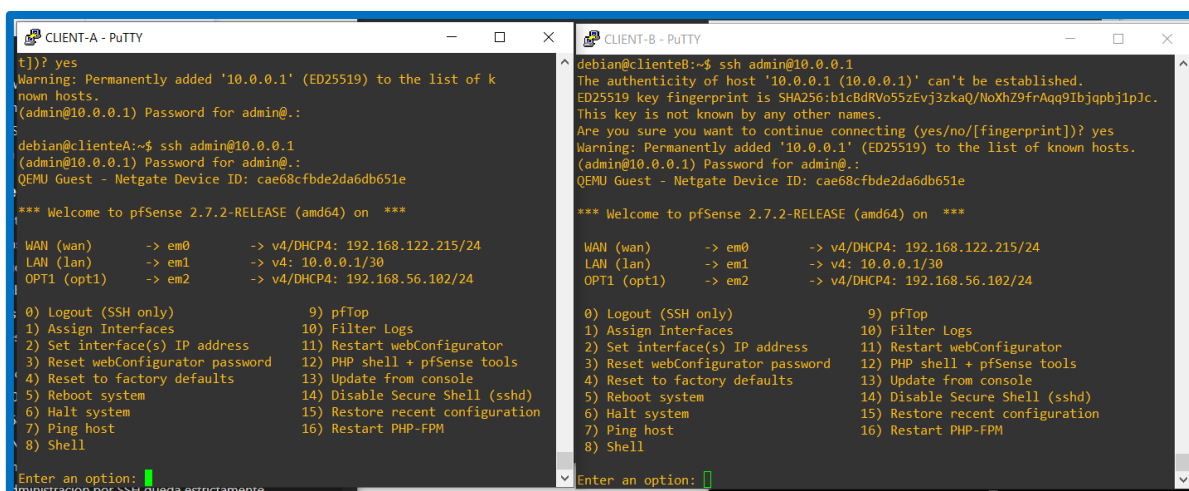 CLIENT-A - PuTTY
t])? yes
Warning: Permanently added '10.0.0.1' (ED25519) to the list of k
nown hosts.
(admin@10.0.0.1) Password for admin@.:
debian@clienteA:~$ ssh admin@10.0.0.1
(admin@10.0.0.1) Password for admin@.:
QEMU Guest - Netgate Device ID: cae68cfbde2da6db651e
*** Welcome to pfSense 2.7.2-RELEASE (amd64) on  ***
WAN (wan) -> em0 -> v4/DHCP4: 192.168.122.215/24
LAN (lan) -> em1 -> v4: 10.0.0.1/30
OPT1 (opt1) -> em2 -> v4/DHCP4: 192.168.56.102/24
0) Logout (SSH only) 9) pfTop
1) Assign Interfaces 10) Filter Logs
2) Set interface(s) IP address 11) Restart webConfigurator
3) Reset webConfigurator password 12) PHP shell + pfSense tools
4) Reset to factory defaults 13) Update from console
5) Reboot system 14) Disable Secure Shell (sshd)
6) Halt system 15) Restore recent configuration
7) Ping host 16) Restart PHP-FPM
8) Shell
Enter an option:
CLIENT-B - PuTTY
debian@clienteB:~$ ssh admin@10.0.0.1
The authenticity of host '10.0.0.1 (10.0.0.1)' can't be established.
ED25519 key fingerprint is SHA256:b1cBdRVo55zEvj3zkaQ/NoXhZ9frAqq9Ibjqpbj1pJc.
This key is not known by any other names.
Are you sure you want to continue connecting (yes/no/[fingerprint])? yes
Warning: Permanently added '10.0.0.1' (ED25519) to the list of known hosts.
(admin@10.0.0.1) Password for admin@.:
QEMU Guest - Netgate Device ID: cae68cfbde2da6db651e
*** Welcome to pfSense 2.7.2-RELEASE (amd64) on  ***
WAN (wan) -> em0 -> v4/DHCP4: 192.168.122.215/24
LAN (lan) -> em1 -> v4: 10.0.0.1/30
OPT1 (opt1) -> em2 -> v4/DHCP4: 192.168.56.102/24
0) Logout (SSH only) 9) pfTop
1) Assign Interfaces 10) Filter Logs
2) Set interface(s) IP address 11) Restart webConfigurator
3) Reset webConfigurator password 12) PHP shell + pfSense tools
4) Reset to factory defaults 13) Update from console
5) Reboot system 14) Disable Secure Shell (sshd)
6) Halt system 15) Restore recent configuration
7) Ping host 16) Restart PHP-FPM
8) Shell
Enter an option:
por SSH queda estrictamente